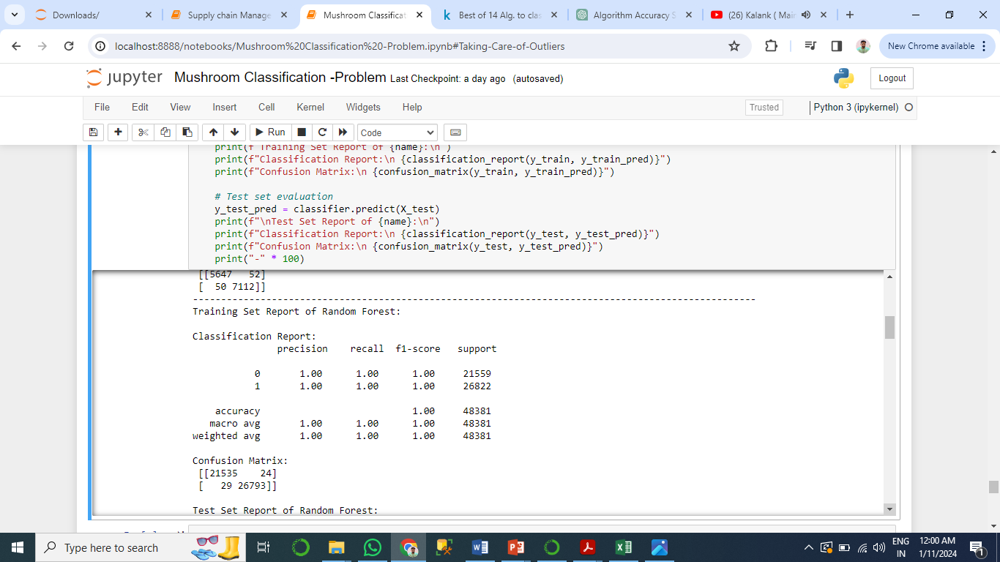 Downloads/
Supply chain Manage
Mushroom Classificat
Best of 14 Alg. to clas
Algorithm Accuracy S
(26) Kalank ( Mair
localhost:8888/notebooks/Mushroom%20Classification%20-Problem.ipynb#Taking-Care-of-Outliers
New Chrome available
jupyter Mushroom Classification -Problem Last Checkpoint: a day ago (autosaved)
Logout
File Edit View Insert Cell Kernel Widgets Help
Trusted
Python 3 (ipykernel)
Run
Code
print(f"Training Set Report of {name}:\n")
print(f"Classification Report:\n {classification_report(y_train, y_train_pred)}")
print(f"Confusion Matrix:\n {confusion_matrix(y_train, y_train_pred)}")
# Test set evaluation
y_test_pred = classifier.predict(X_test)
print(f"\nTest Set Report of {name}:\n")
print(f"Classification Report:\n {classification_report(y_test, y_test_pred)}")
print(f"Confusion Matrix:\n {confusion_matrix(y_test, y_test_pred)}")
print("-" * 100)
[[5647   52]
[  50 7112]]
----------------------------------------------------------------------------------------------------
Training Set Report of Random Forest:
Classification Report:
precision    recall  f1-score   support
0       1.00      1.00      1.00     21559
1       1.00      1.00      1.00     26822
accuracy                           1.00     48381
macro avg       1.00      1.00      1.00     48381
weighted avg       1.00      1.00      1.00     48381
Confusion Matrix:
[[21535    24]
[   29 26793]]
Test Set Report of Random Forest:
Type here to search
ENG
IN
12:00 AM
1/11/2024
1